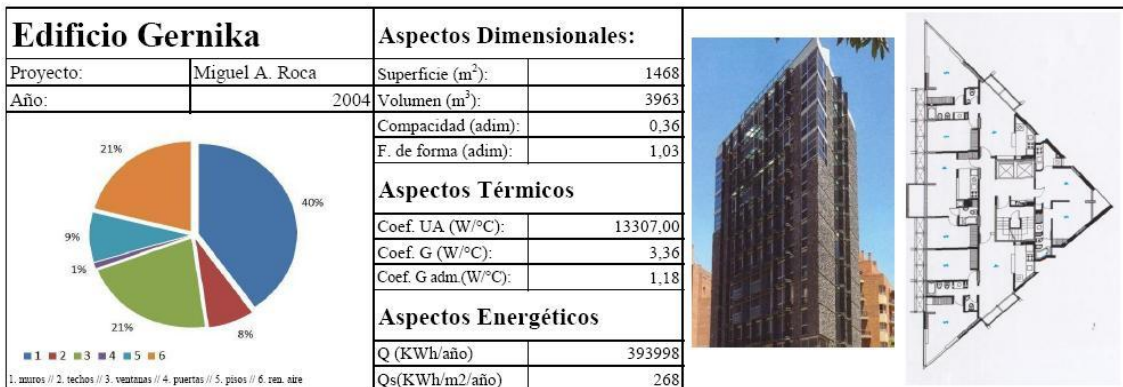 Edificio Gernika
Proyecto: Miguel A. Roca
Año: 2004
21%
40%
9%
1%
21%
8%
1 2 3 4 5 6
1. muros // 2. techos // 3. ventanas // 4. puertas // 5. pisos // 6. ren. aire
Aspectos Dimensionales:
Superficie (m²): 1468
Volumen (m³): 3963
Compacidad (adim): 0,36
F. de forma (adim): 1,03
Aspectos Térmicos
Coef. UA (W/°C): 13307,00
Coef. G (W/°C): 3,36
Coef. G adm.(W/°C): 1,18
Aspectos Energéticos
Q (KWh/año) 393998
Qs(KWh/m2/año) 268